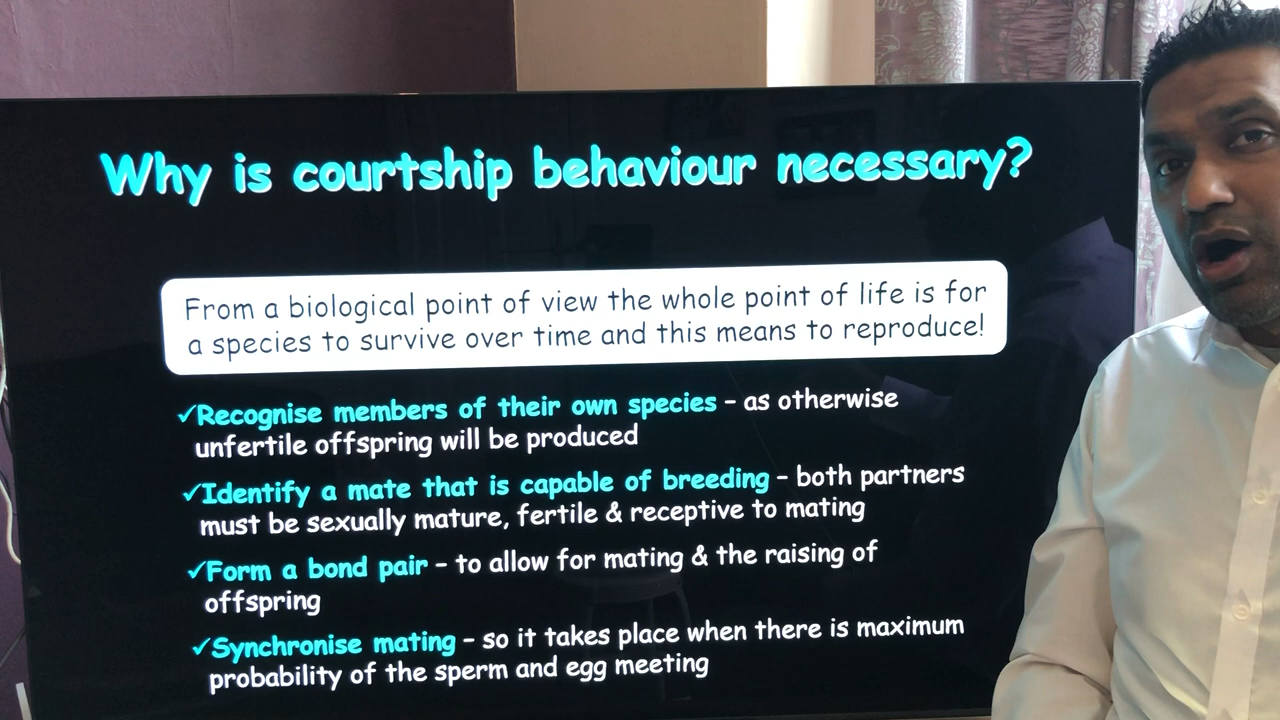 Why is courtship behaviour necessary?
From a biological point of view the whole point of life is for
a species to survive over time and this means to reproduce!
✓Recognise members of their own species – as otherwise
unfertile offspring will be produced
✓Identify a mate that is capable of breeding – both partners
must be sexually mature, fertile & receptive to mating
✓Form a bond pair – to allow for mating & the raising of
offspring
✓Synchronise mating – so it takes place when there is maximum
probability of the sperm and egg meeting